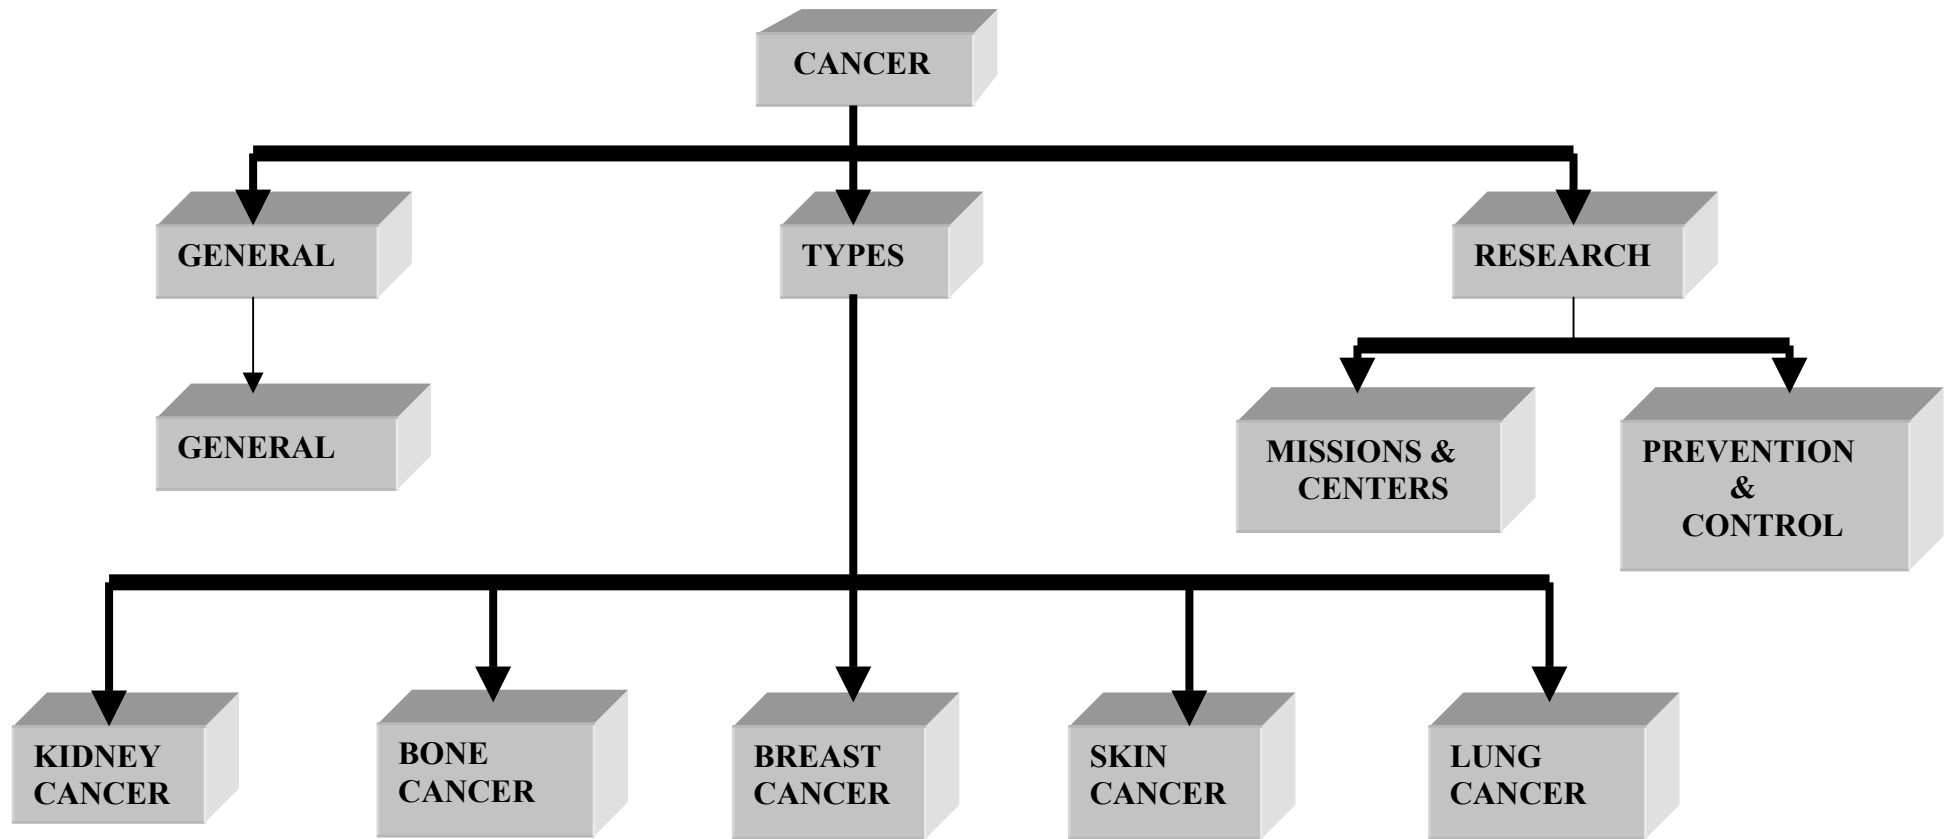 CANCER
GENERAL
TYPES
RESEARCH
GENERAL
MISSIONS &
CENTERS
PREVENTION
&
CONTROL
KIDNEY
CANCER
BONE
CANCER
BREAST
CANCER
SKIN
CANCER
LUNG
CANCER